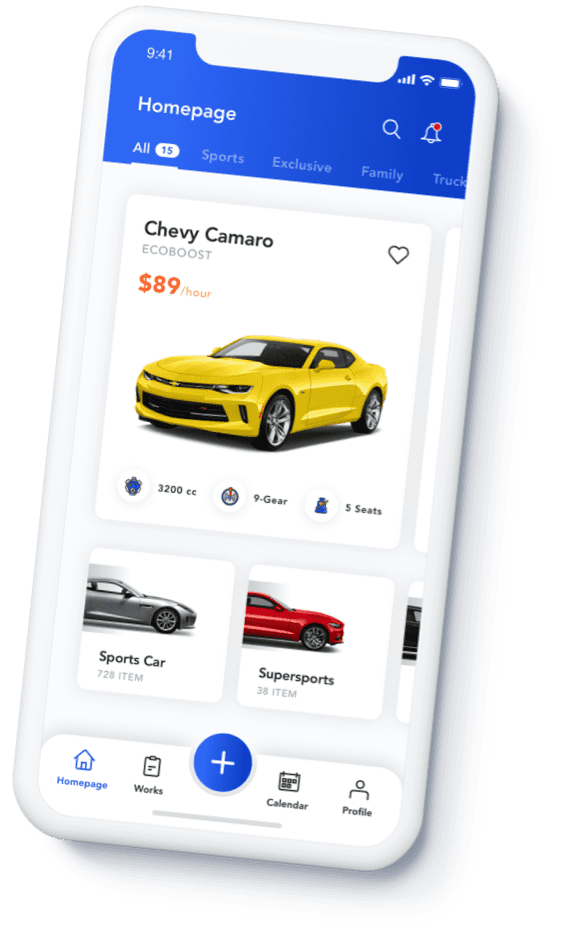 9:41
Homepage
All 15 Sports Exclusive Family Truck
Chevy Camaro
ECOBOOST
$89/hour
3200 cc 9-Gear 5 Seats
Sports Car Supersports
728 ITEM 38 ITEM
Homepage Works Calendar Profile